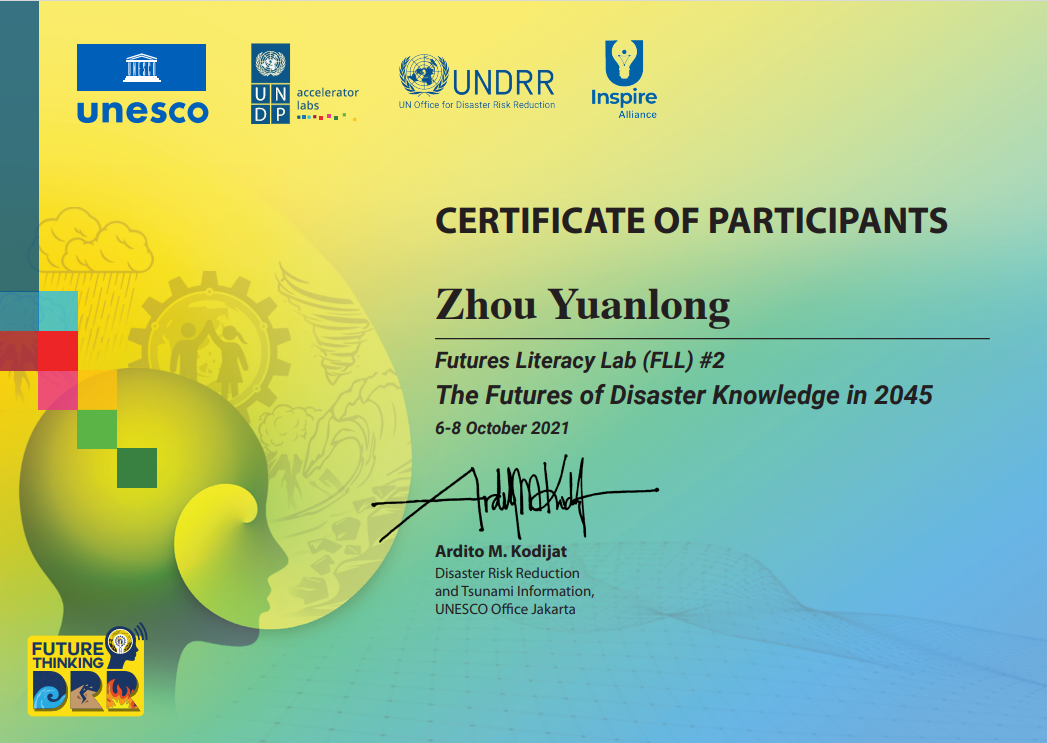 unesco
UN
DP
accelerator
labs
UNDRR
UN Office for Disaster Risk Reduction
Inspire
Alliance
CERTIFICATE OF PARTICIPANTS
Zhou Yuanlong
Futures Literacy Lab (FLL) #2
The Futures of Disaster Knowledge in 2045
6-8 October 2021
Ardito M. Kodijat
Disaster Risk Reduction
and Tsunami Information,
UNESCO Office Jakarta
FUTURE
THINKING
DRR